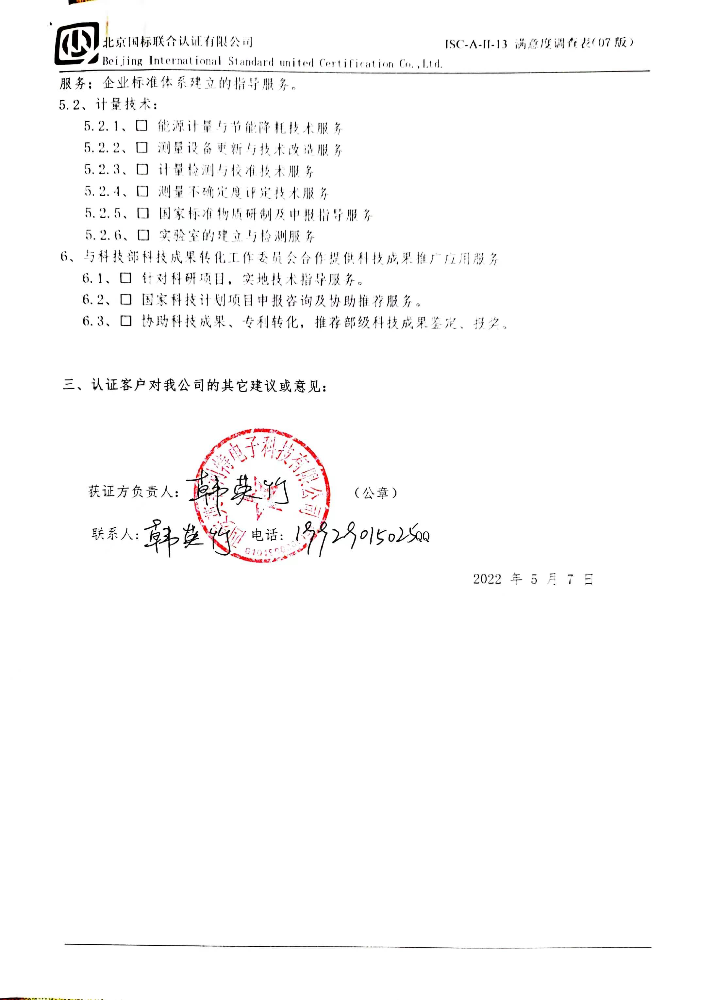 北京国标联合认证有限公司
ISC-A-II-13 满意度调查表(07版)
Beijing International Standard united Certification Co.,Ltd.
服务；企业标准体系建立的指导服务。
5.2、计量技术：
5.2.1、□ 能源计量与节能降耗技术服务
5.2.2、□ 测量设备更新与技术改造服务
5.2.3、□ 计量检测与校准技术服务
5.2.4、□ 测量不确定度评定技术服务
5.2.5、□ 国家标准物质研制及申报指导服务
5.2.6、□ 实验室的建立与检测服务
6、与科技部科技成果转化工作委员会合作提供科技成果推广应用服务
6.1、□ 针对科研项目，实地技术指导服务。
6.2、□ 国家科技计划项目申报咨询及协助推荐服务。
6.3、□ 协助科技成果、专利转化，推荐部级科技成果鉴定、报奖。
三、认证客户对我公司的其它建议或意见：
特电子科技有限公司
获证方负责人：韩英竹 （公章）
联系人：韩英竹 电话：19929015025QQ
2022 年 5 月 7 日